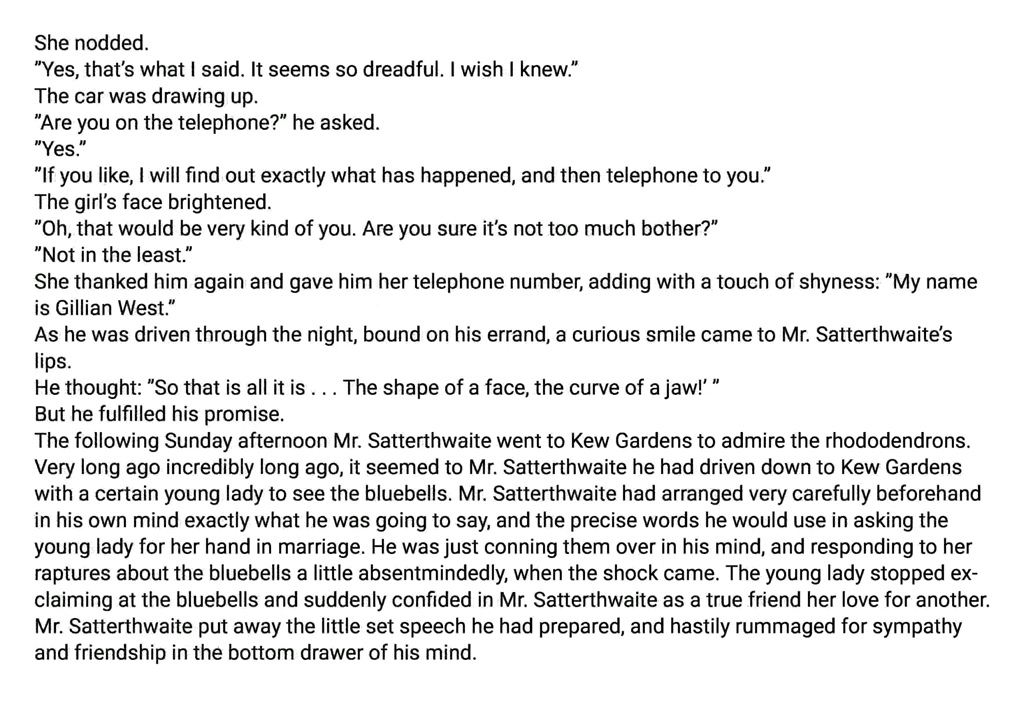 She nodded.
”Yes, that’s what I said. It seems so dreadful. I wish I knew.”
The car was drawing up.
”Are you on the telephone?” he asked.
”Yes.”
”If you like, I will find out exactly what has happened, and then telephone to you.”
The girl’s face brightened.
”Oh, that would be very kind of you. Are you sure it’s not too much bother?”
”Not in the least.”
She thanked him again and gave him her telephone number, adding with a touch of shyness: ”My name
is Gillian West.”
As he was driven through the night, bound on his errand, a curious smile came to Mr. Satterthwaite’s
lips.
He thought: ”So that is all it is . . . The shape of a face, the curve of a jaw!’ ”
But he fulfilled his promise.
The following Sunday afternoon Mr. Satterthwaite went to Kew Gardens to admire the rhododendrons.
Very long ago incredibly long ago, it seemed to Mr. Satterthwaite he had driven down to Kew Gardens
with a certain young lady to see the bluebells. Mr. Satterthwaite had arranged very carefully beforehand
in his own mind exactly what he was going to say, and the precise words he would use in asking the
young lady for her hand in marriage. He was just conning them over in his mind, and responding to her
raptures about the bluebells a little absentmindedly, when the shock came. The young lady stopped ex-
claiming at the bluebells and suddenly confided in Mr. Satterthwaite as a true friend her love for another.
Mr. Satterthwaite put away the little set speech he had prepared, and hastily rummaged for sympathy
and friendship in the bottom drawer of his mind.